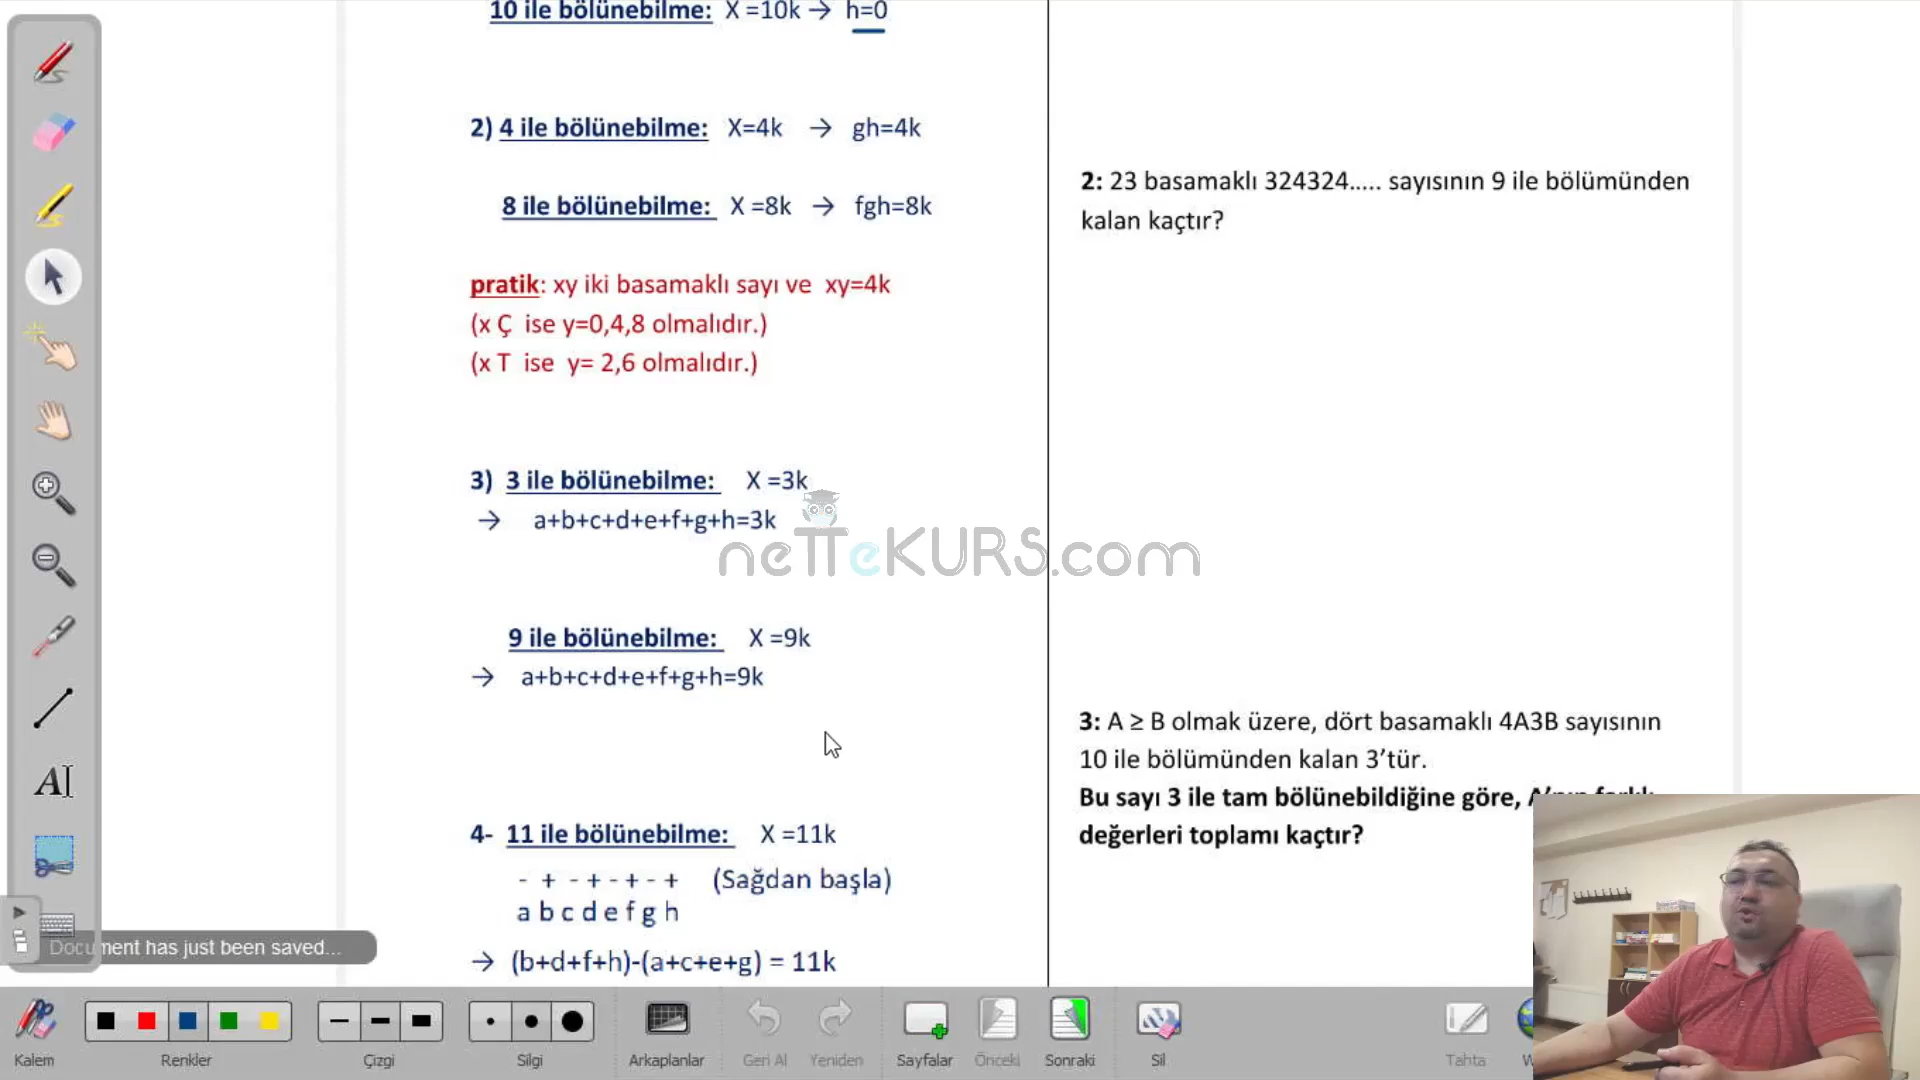 10 ile bölünebilme: X =10k → h=0
2) 4 ile bölünebilme: X=4k → gh=4k
8 ile bölünebilme: X =8k → fgh=8k
pratik: xy iki basamaklı sayı ve xy=4k
(x Ç ise y=0,4,8 olmalıdır.)
(x T ise y= 2,6 olmalıdır.)
3) 3 ile bölünebilme: X =3k
→ a+b+c+d+e+f+g+h=3k
9 ile bölünebilme: X =9k
→ a+b+c+d+e+f+g+h=9k
4- 11 ile bölünebilme: X =11k
- + - + - + - + (Sağdan başla)
a b c d e f g h
→ (b+d+f+h)-(a+c+e+g) = 11k
2: 23 basamaklı 324324..... sayısının 9 ile bölümünden
kalan kaçtır?
3: A ≥ B olmak üzere, dört basamaklı 4A3B sayısının
10 ile bölümünden kalan 3’tür.
Bu sayı 3 ile tam bölünebildiğine göre, A’nın farklı
değerleri toplamı kaçtır?
netteKURS.com
Document has just been saved...
Kalem
Renkler
Çizgi
Silgi
Arkaplanlar
Geri Al
Yeniden
Sayfalar
Önceki
Sonraki
Sil
Tahta